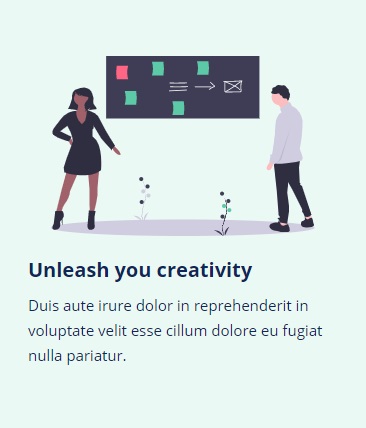 Unleash you creativity
Duis aute irure dolor in reprehenderit in
voluptate velit esse cillum dolore eu fugiat
nulla pariatur.